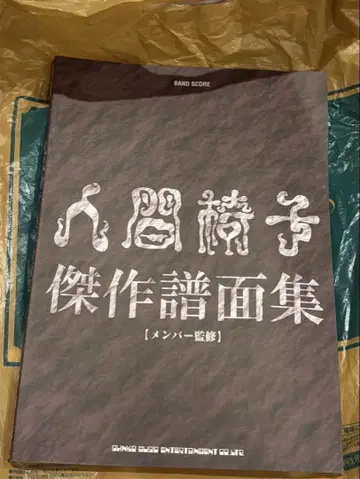 BAND SCORE
人間椅子
傑作譜面集
【メンバー監修】
SHINKO MUSIC ENTERTAINMENT CO.,LTD.